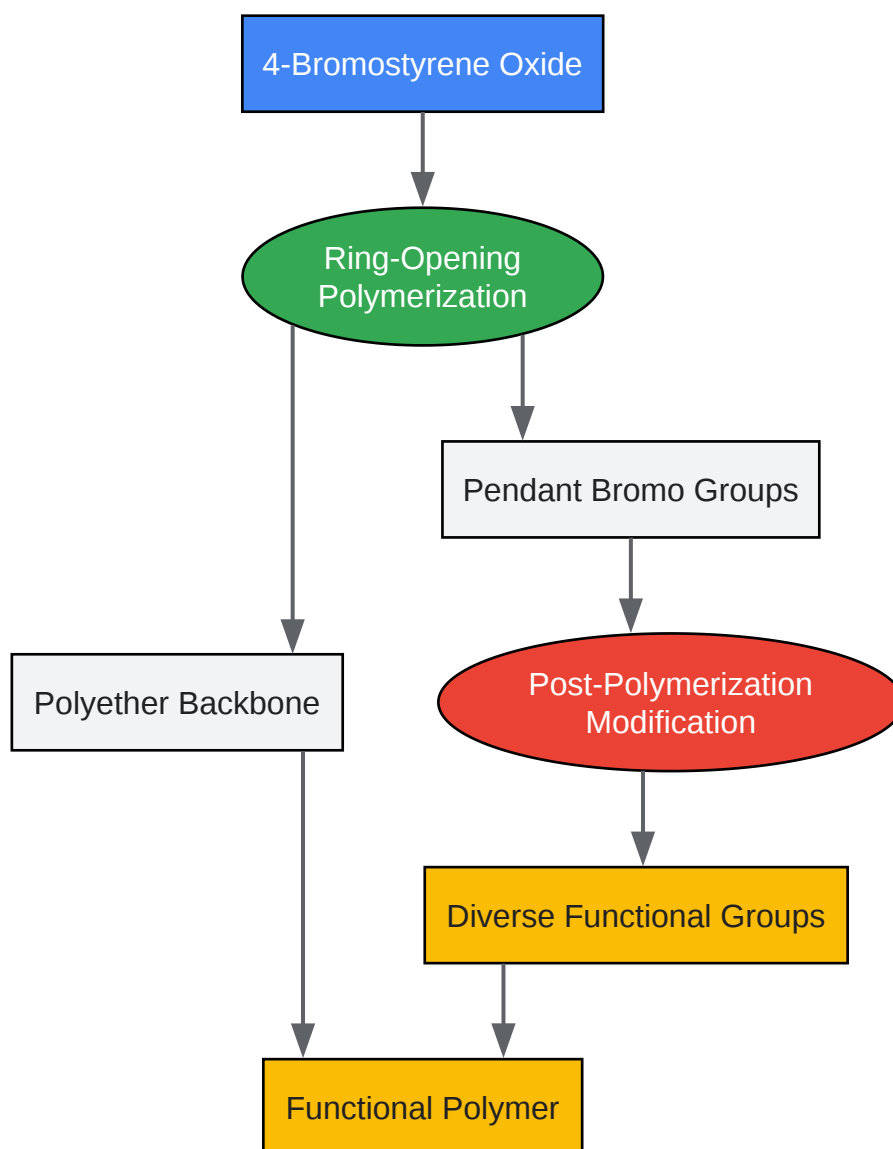 4-Bromostyrene Oxide
Ring-Opening
Polymerization
Pendant Bromo Groups
Polyether Backbone
Post-Polymerization
Modification
Diverse Functional Groups
Functional Polymer